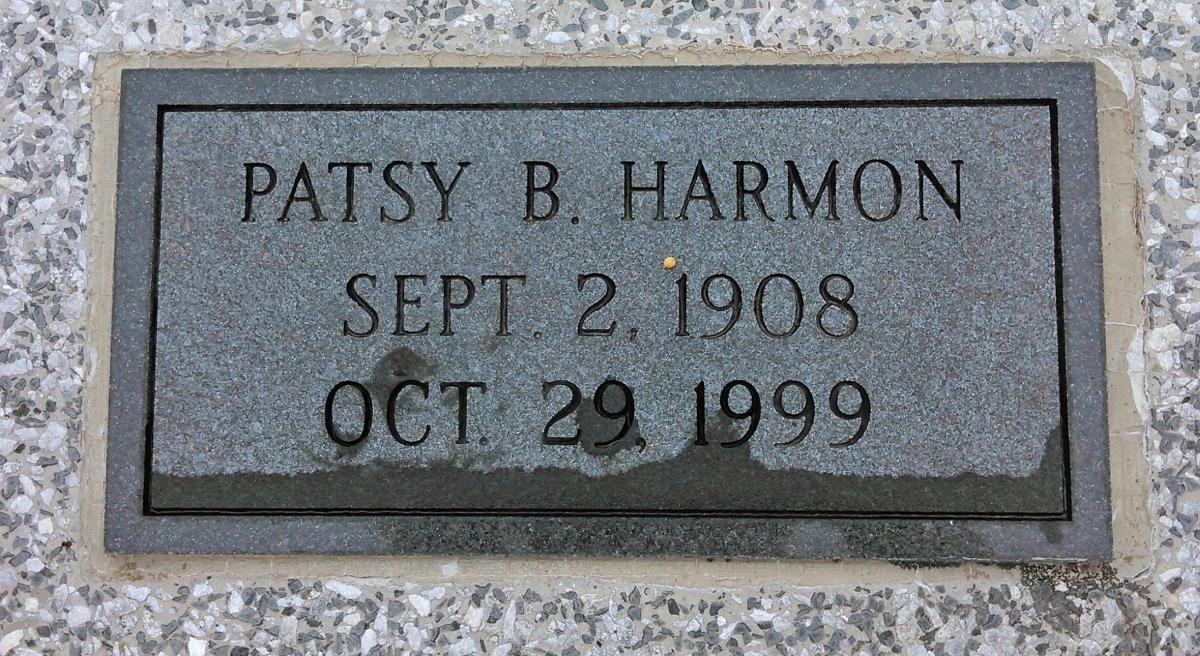 PATSY B. HARMON
SEPT. 2, 1908
OCT. 29, 1999